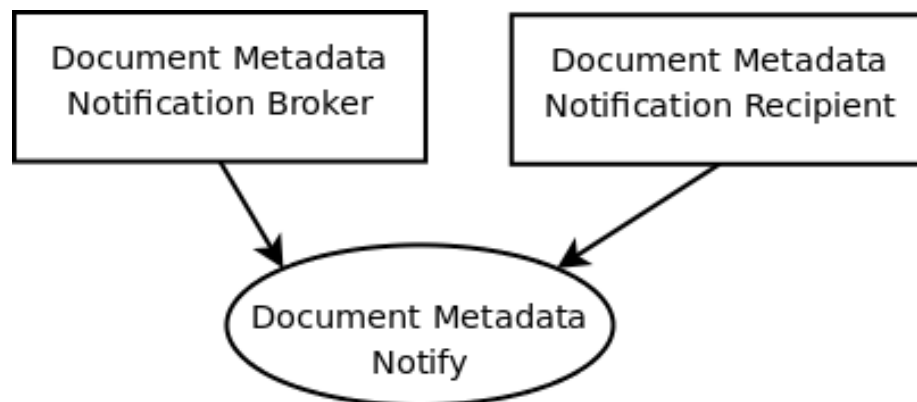 Document Metadata
Notification Broker
Document Metadata
Notification Recipient
Document Metadata
Notify